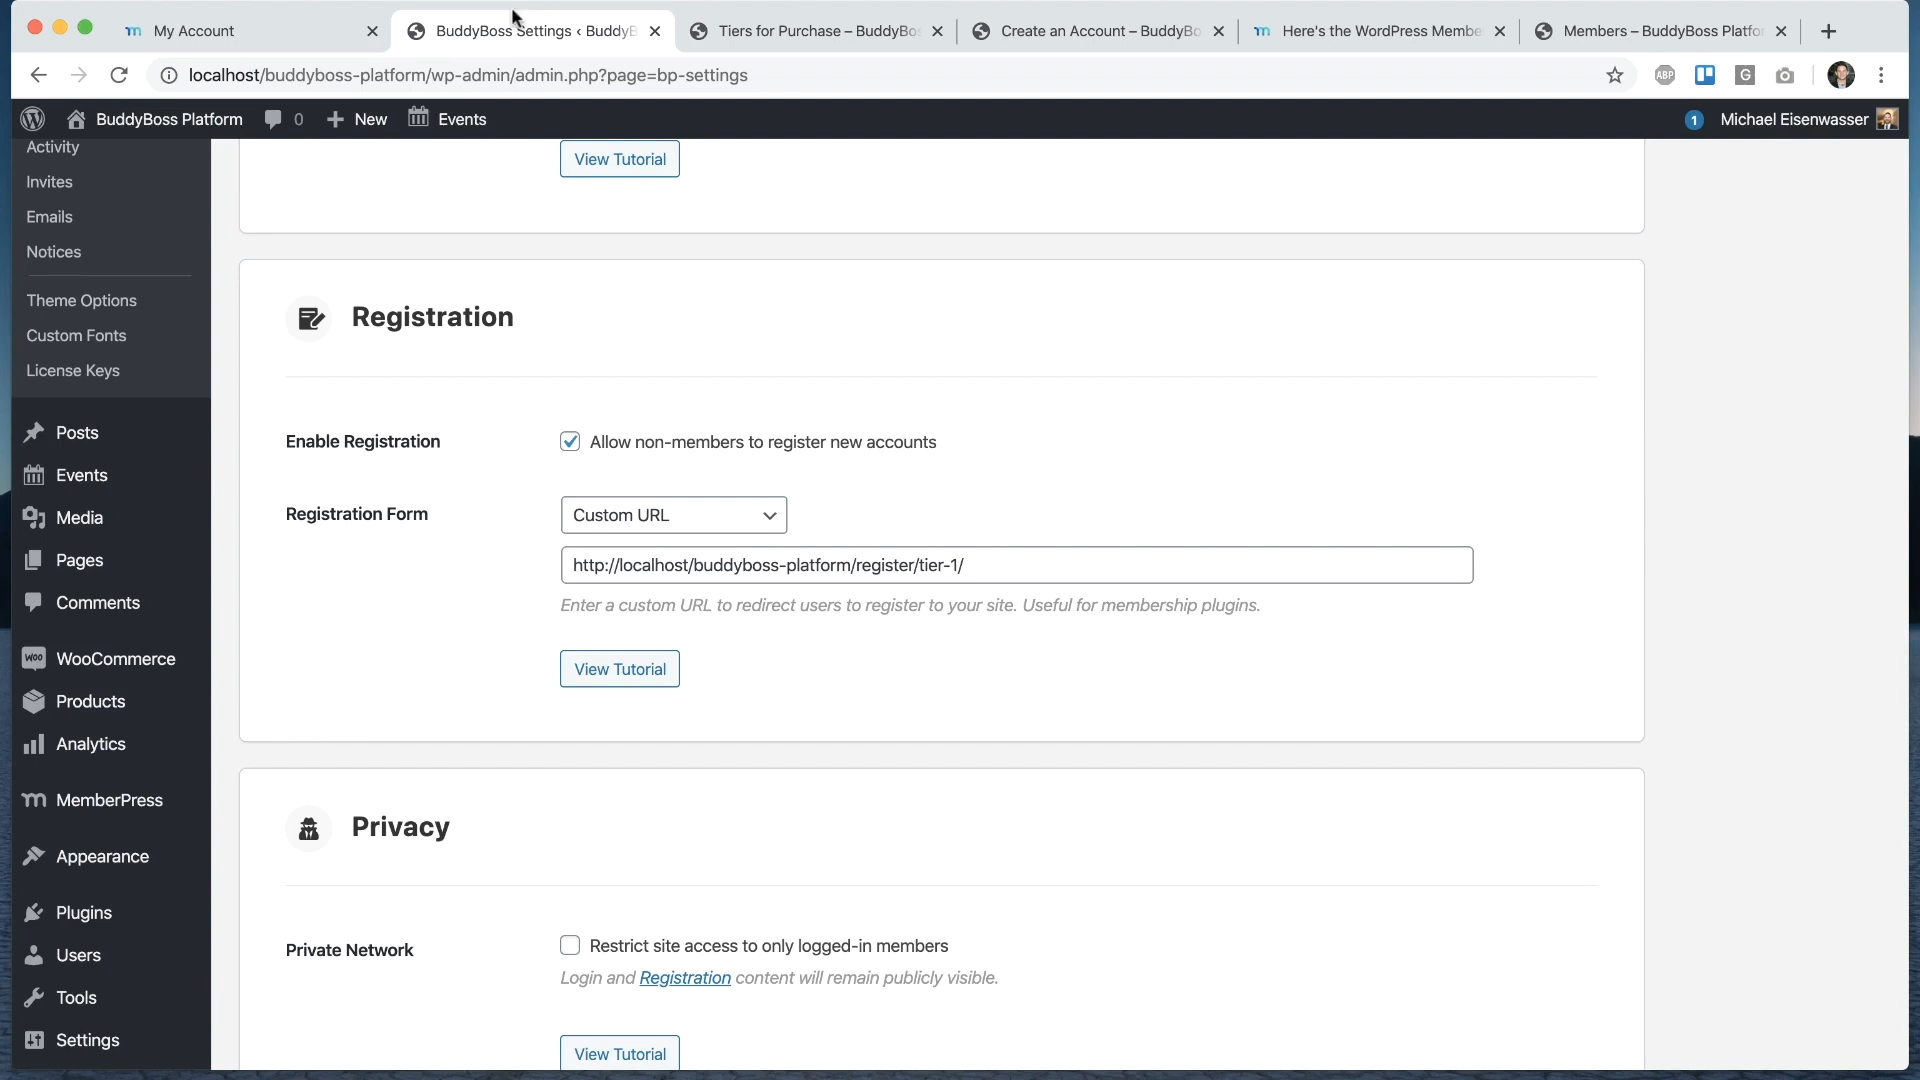 My Account
BuddyBoss Settings ‹ BuddyB
Tiers for Purchase – BuddyBos
Create an Account – BuddyBo
Here's the WordPress Membe
Members – BuddyBoss Platfor
localhost/buddyboss-platform/wp-admin/admin.php?page=bp-settings
ABP
G
BuddyBoss Platform
0
New
Events
1
Michael Eisenwasser
Activity
Invites
Emails
Notices
Theme Options
Custom Fonts
License Keys
Posts
Events
Media
Pages
Comments
WOO
WooCommerce
Products
Analytics
MemberPress
Appearance
Plugins
Users
Tools
Settings
View Tutorial
Registration
Enable Registration
Allow non-members to register new accounts
Registration Form
Custom URL
http://localhost/buddyboss-platform/register/tier-1/
Enter a custom URL to redirect users to register to your site. Useful for membership plugins.
View Tutorial
Privacy
Private Network
Restrict site access to only logged-in members
Login and Registration content will remain publicly visible.
View Tutorial